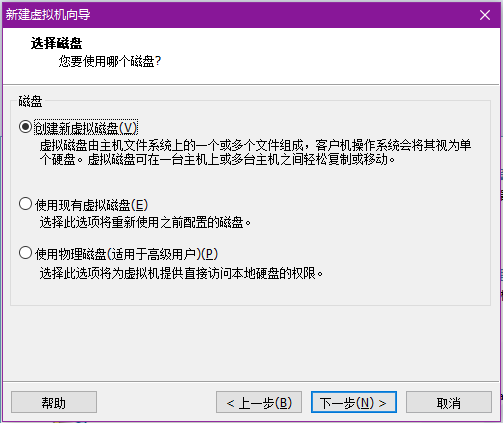 新建虚拟机向导
选择磁盘
您要使用哪个磁盘?
磁盘
创建新虚拟磁盘(V)
虚拟磁盘由主机文件系统上的一个或多个文件组成，客户机操作系统会将其视为单
个硬盘。虚拟磁盘可在一台主机上或多台主机之间轻松复制或移动。
使用现有虚拟磁盘(E)
选择此选项将重新使用之前配置的磁盘。
使用物理磁盘(适用于高级用户)(P)
选择此选项将为虚拟机提供直接访问本地硬盘的权限。
帮助
< 上一步(B)
下一步(N) >
取消